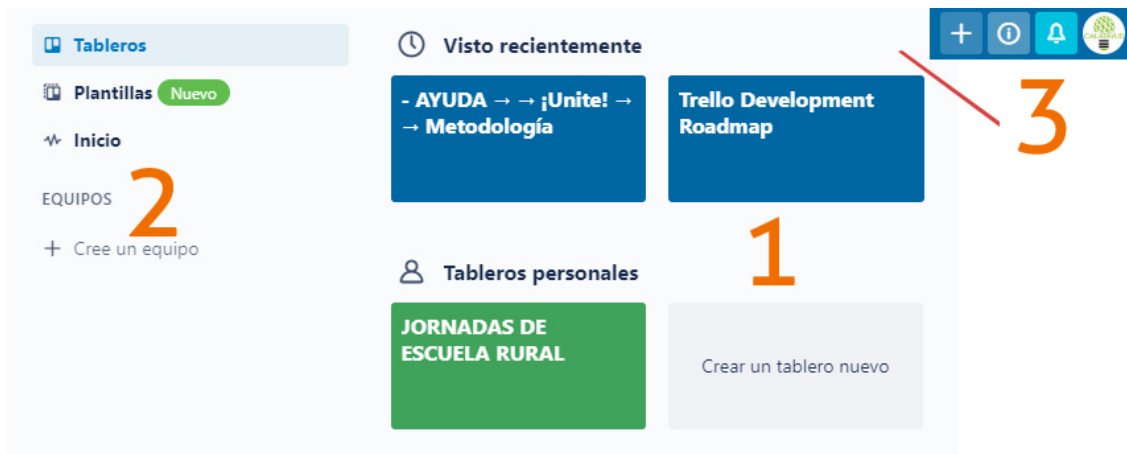 Tableros
Plantillas Nuevo
Inicio
EQUIPOS
+ Cree un equipo
2
Visto recientemente
- AYUDA → → ¡Unite! →
→ Metodología
Trello Development
Roadmap
1
Tableros personales
JORNADAS DE
ESCUELA RURAL
Crear un tablero nuevo
CALATAYUD
3